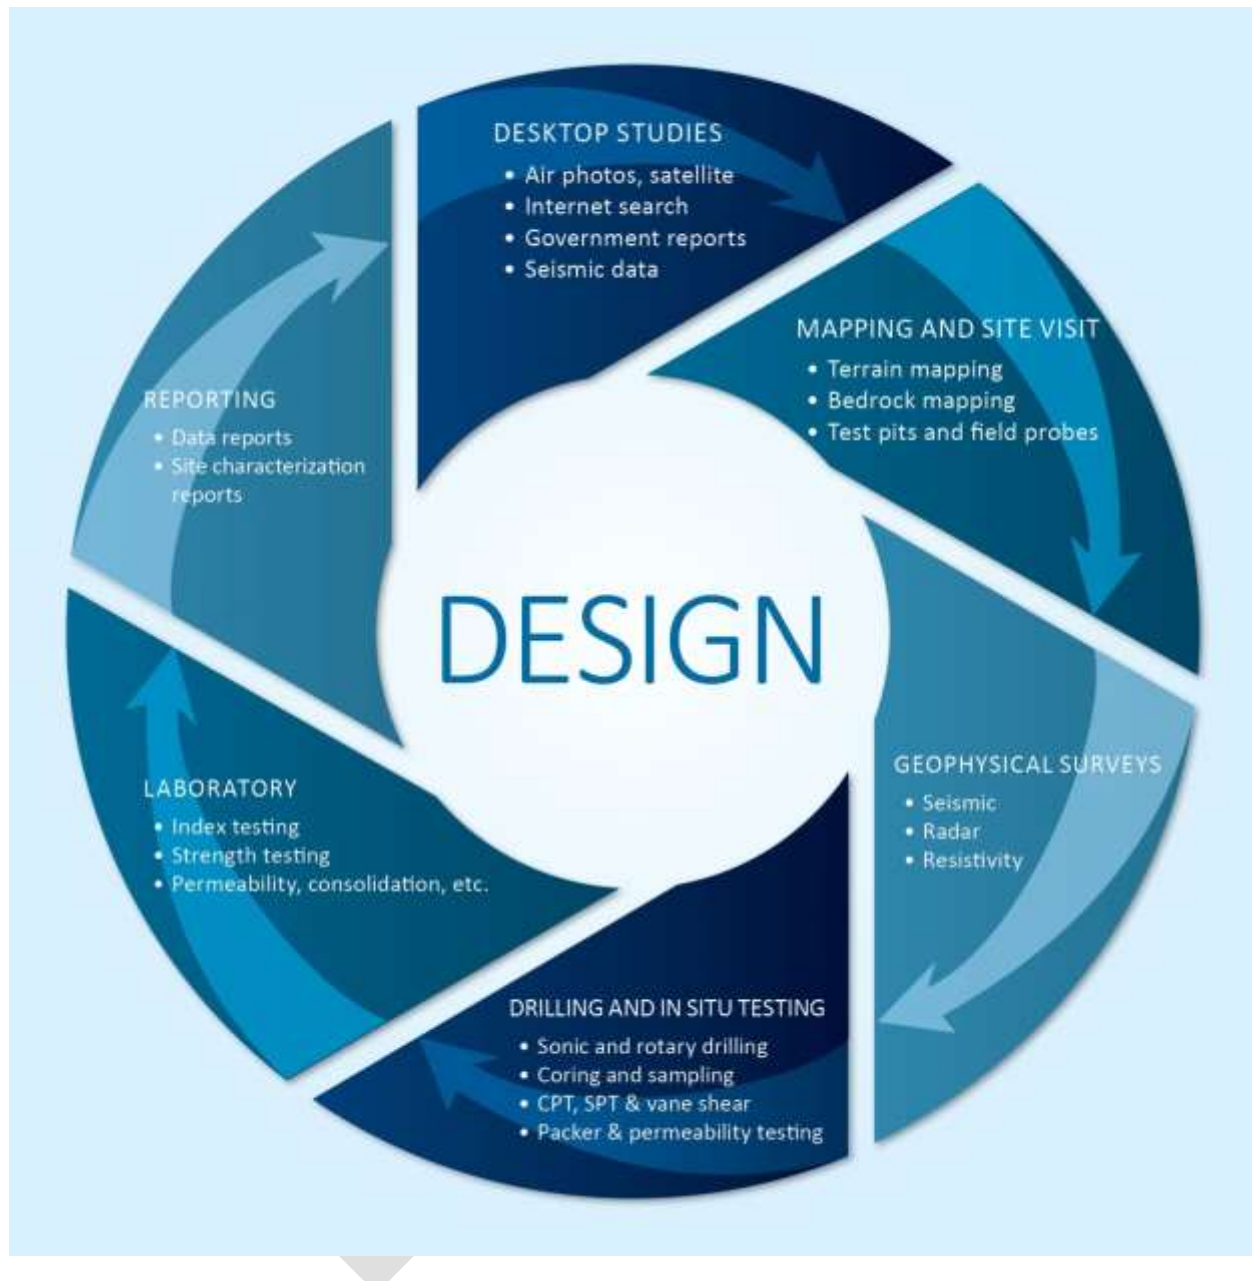 DESKTOP STUDIES
• Air photos, satellite
• Internet search
• Government reports
• Seismic data
MAPPING AND SITE VISIT
• Terrain mapping
• Bedrock mapping
• Test pits and field probes
GEOPHYSICAL SURVEYS
• Seismic
• Radar
• Resistivity
DRILLING AND IN SITU TESTING
• Sonic and rotary drilling
• Coring and sampling
• CPT, SPT & vane shear
• Packer & permeability testing
LABORATORY
• Index testing
• Strength testing
• Permeability, consolidation, etc.
REPORTING
• Data reports
• Site characterization
reports
DESIGN